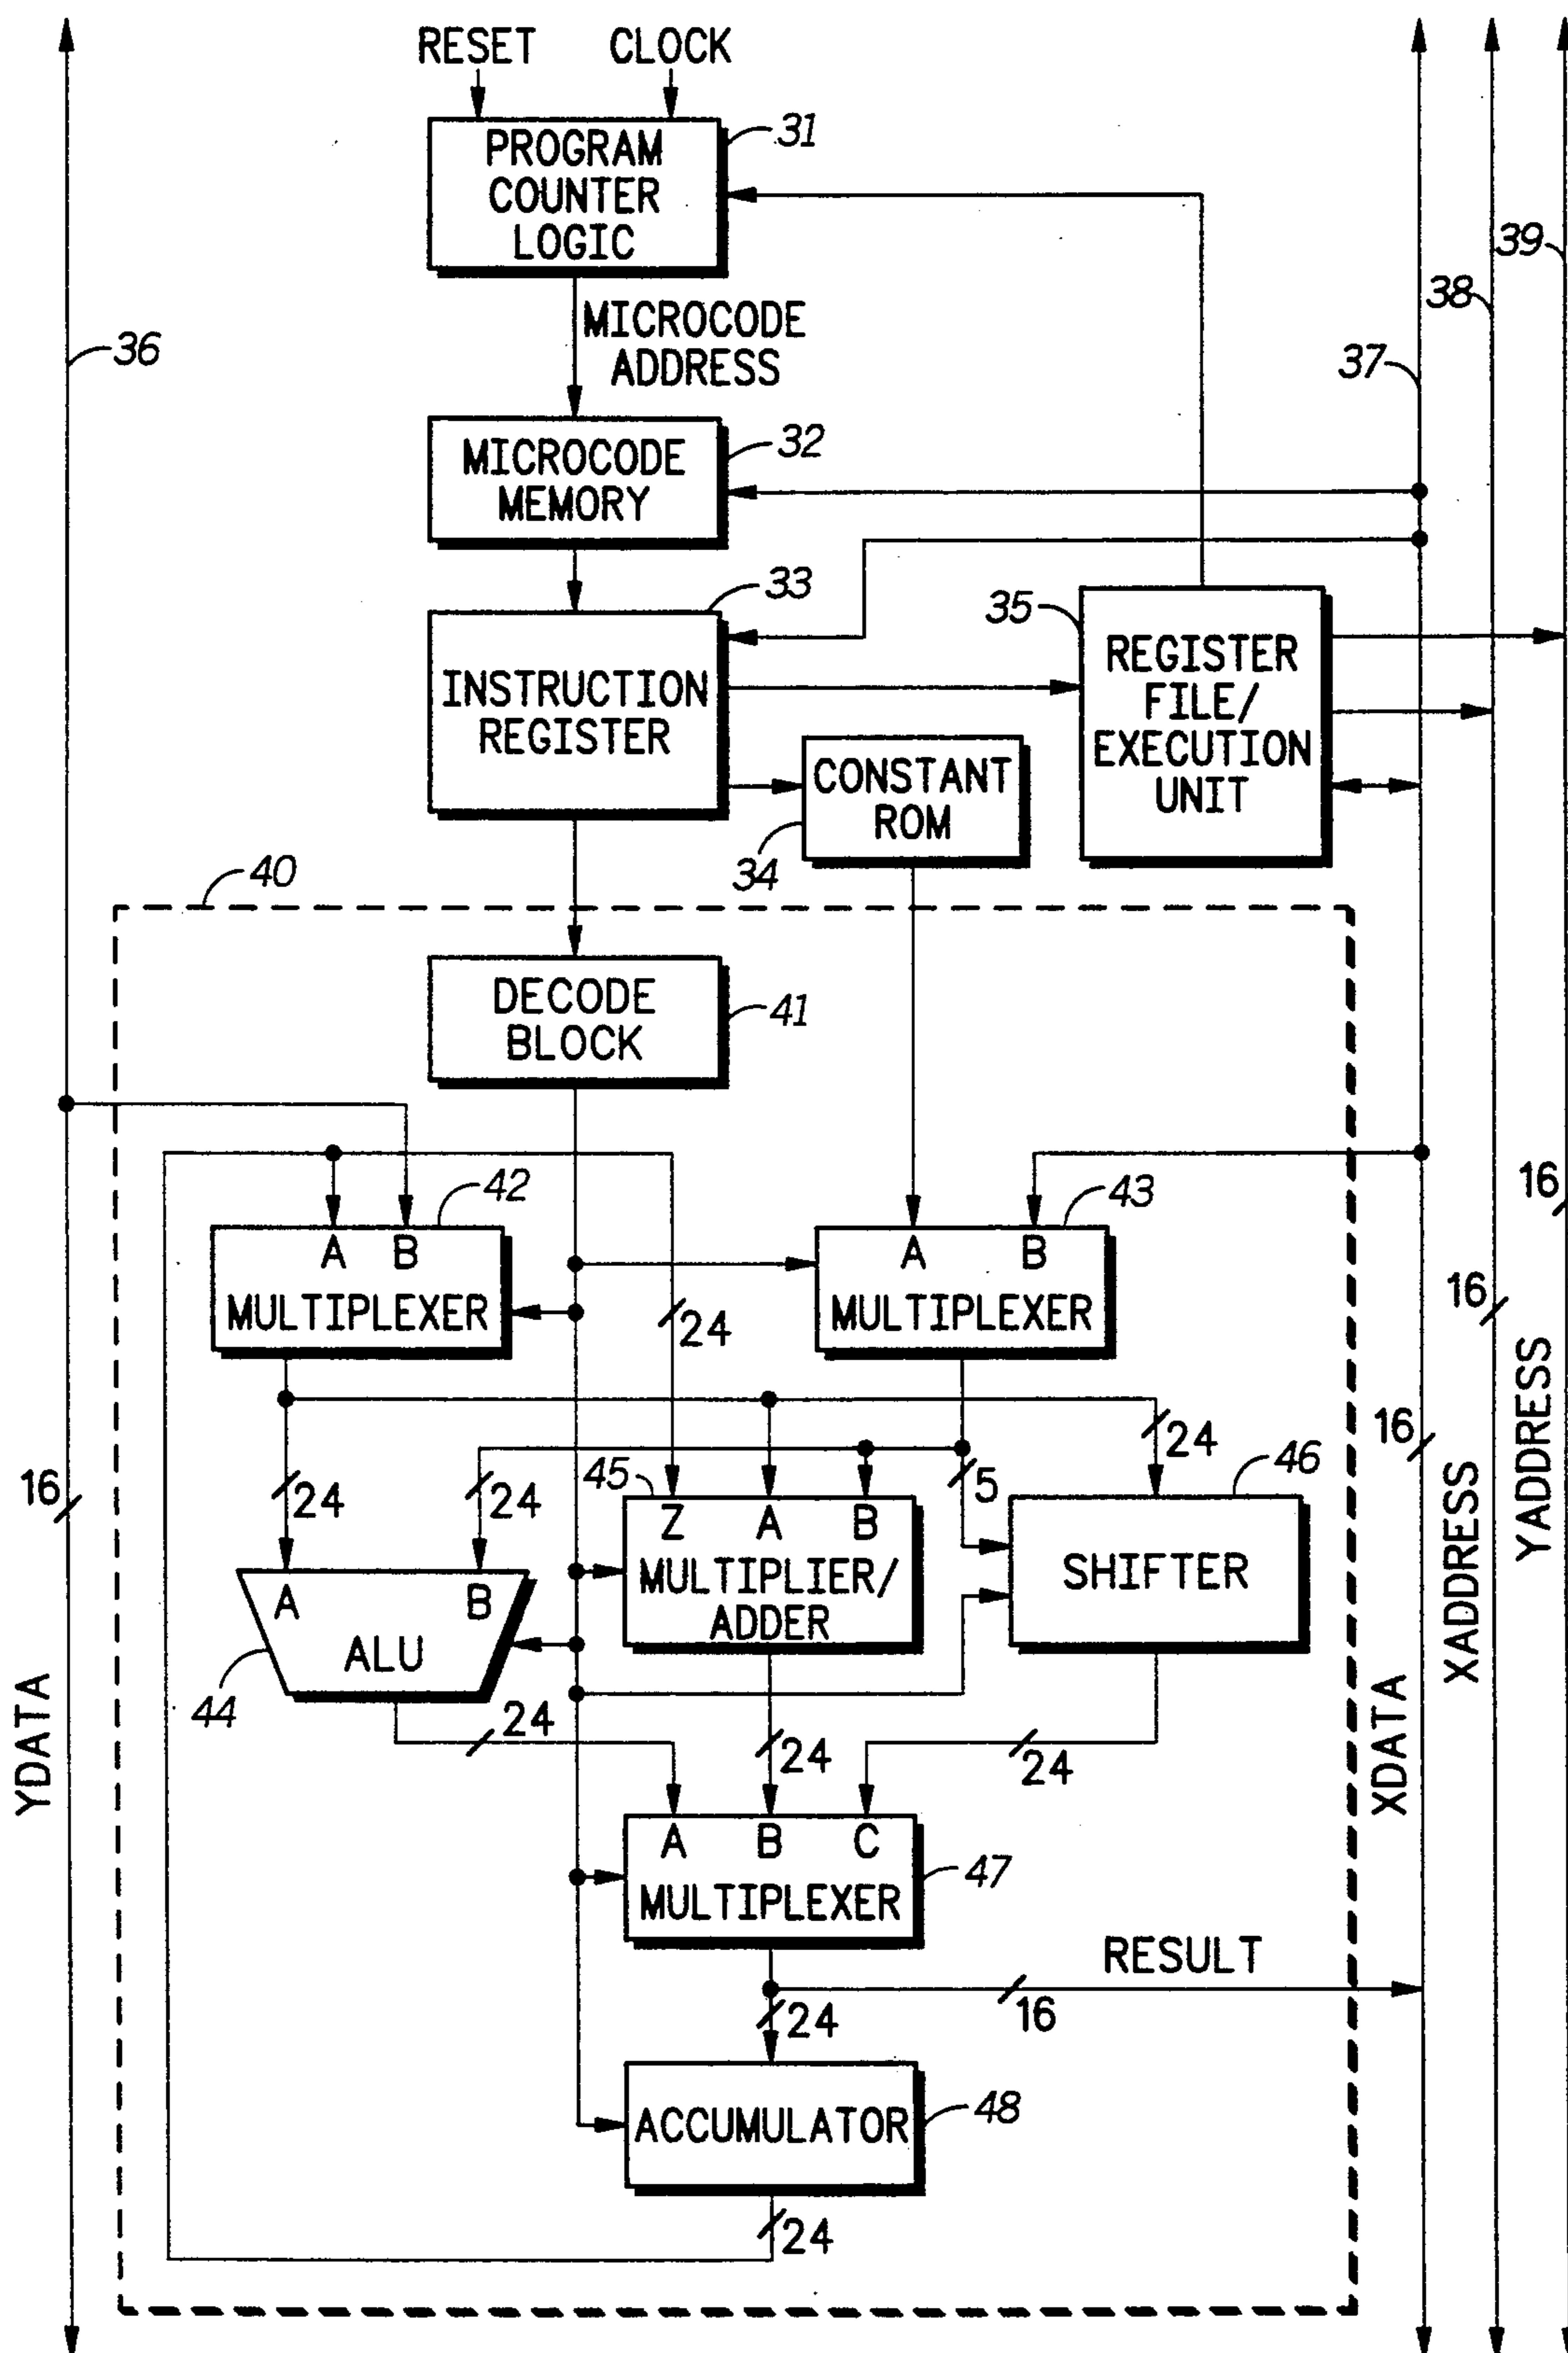 RESET
CLOCK
PROGRAM
COUNTER
LOGIC
31
39
38
MICROCODE
ADDRESS
36
37
MICROCODE
MEMORY
32
33
35
INSTRUCTION
REGISTER
REGISTER
FILE/
EXECUTION
UNIT
CONSTANT
ROM
34
40
DECODE
BLOCK
41
42
43
16
A
B
MULTIPLEXER
24
A
B
MULTIPLEXER
16
YADDRESS
16
24
24
45
5
24
46
16
XADDRESS
Z
A
B
MULTIPLIER/
ADDER
SHIFTER
A
B
ALU
44
YDATA
24
24
24
XDATA
A
B
C
MULTIPLEXER
47
RESULT
24
16
ACCUMULATOR
48
24